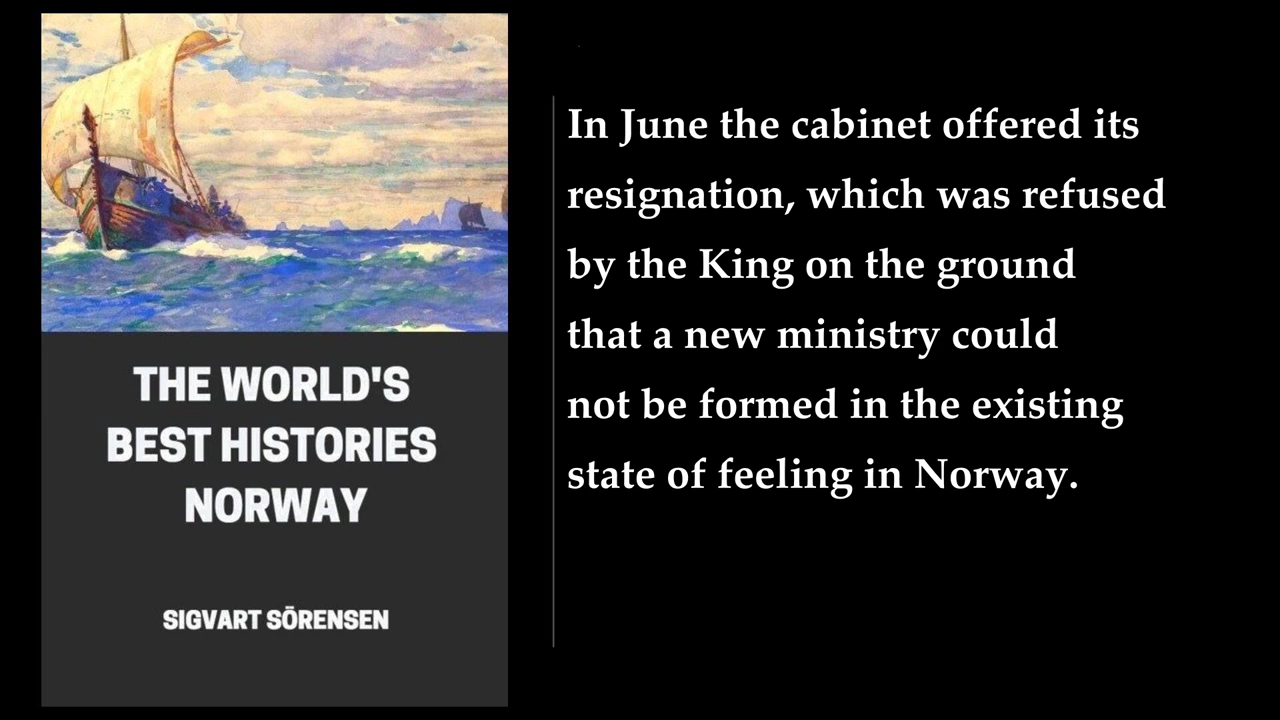 THE WORLD'S
BEST HISTORIES
NORWAY
SIGVART SÖRENSEN
In June the cabinet offered its
resignation, which was refused
by the King on the ground
that a new ministry could
not be formed in the existing
state of feeling in Norway.